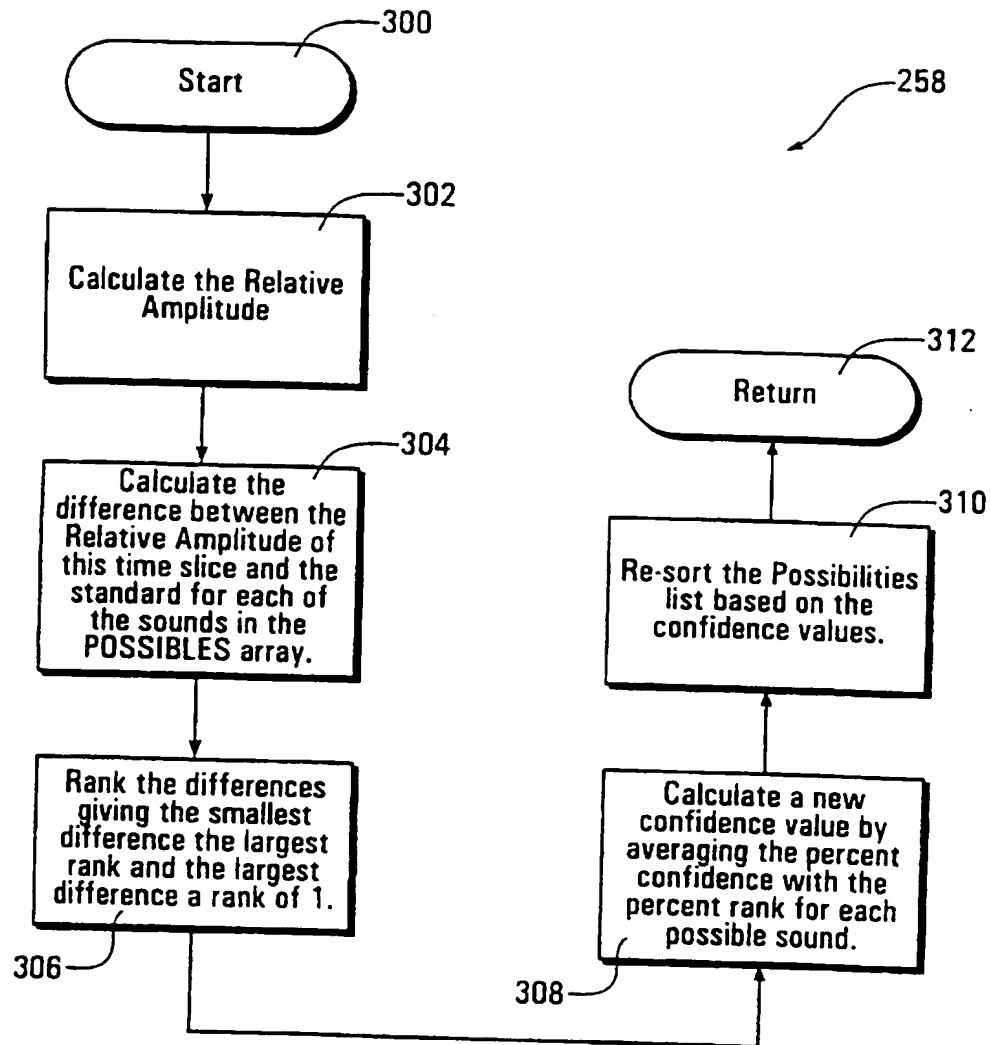 300
Start
258
302
Calculate the Relative
Amplitude
304
Calculate the
difference between the
Relative Amplitude of
this time slice and the
standard for each of
the sounds in the
POSSIBLES array.
Rank the differences
giving the smallest
difference the largest
rank and the largest
difference a rank of 1.
306
Calculate a new
confidence value by
averaging the percent
confidence with the
percent rank for each
possible sound.
308
310
Re-sort the Possibilities
list based on the
confidence values.
312
Return